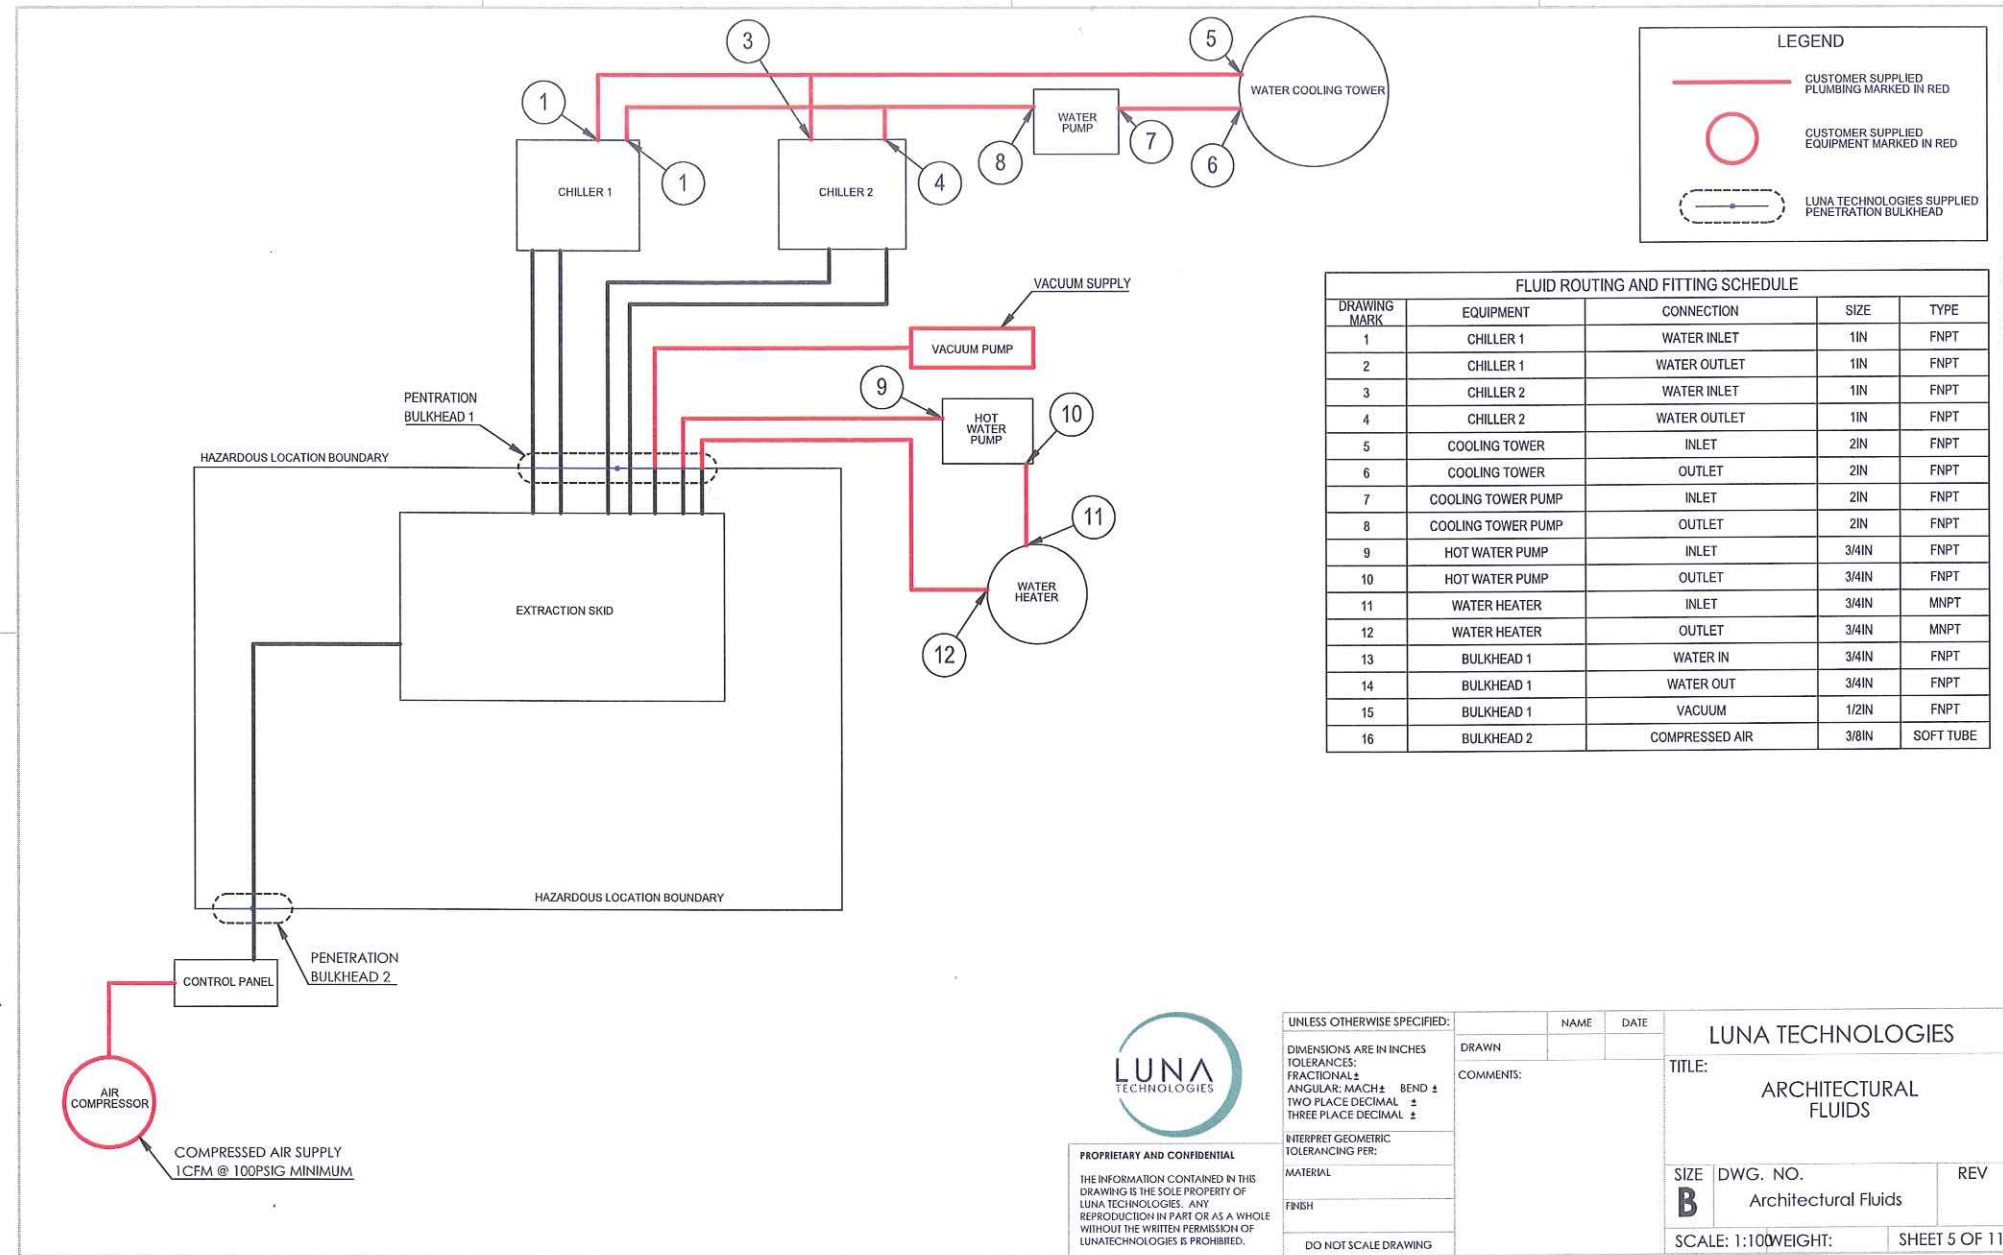 3
5
1
WATER COOLING TOWER
WATER
PUMP
7
8
6
1
4
CHILLER 1
CHILLER 2
LEGEND
CUSTOMER SUPPLIED
PLUMBING MARKED IN RED
CUSTOMER SUPPLIED
EQUIPMENT MARKED IN RED
LUNA TECHNOLOGIES SUPPLIED
PENETRATION BULKHEAD
VACUUM SUPPLY
VACUUM PUMP
PENTRATION
BULKHEAD 1
9
HOT
WATER
PUMP
10
HAZARDOUS LOCATION BOUNDARY
11
WATER
HEATER
12
EXTRACTION SKID
HAZARDOUS LOCATION BOUNDARY
PENETRATION
BULKHEAD 2
CONTROL PANEL
AIR
COMPRESSOR
COMPRESSED AIR SUPPLY
1CFM @ 100PSIG MINIMUM
FLUID ROUTING AND FITTING SCHEDULE
DRAWING MARK EQUIPMENT CONNECTION SIZE TYPE
1 CHILLER 1 WATER INLET 1IN FNPT
2 CHILLER 1 WATER OUTLET 1IN FNPT
3 CHILLER 2 WATER INLET 1IN FNPT
4 CHILLER 2 WATER OUTLET 1IN FNPT
5 COOLING TOWER INLET 2IN FNPT
6 COOLING TOWER OUTLET 2IN FNPT
7 COOLING TOWER PUMP INLET 2IN FNPT
8 COOLING TOWER PUMP OUTLET 2IN FNPT
9 HOT WATER PUMP INLET 3/4IN FNPT
10 HOT WATER PUMP OUTLET 3/4IN FNPT
11 WATER HEATER INLET 3/4IN MNPT
12 WATER HEATER OUTLET 3/4IN MNPT
13 BULKHEAD 1 WATER IN 3/4IN FNPT
14 BULKHEAD 1 WATER OUT 3/4IN FNPT
15 BULKHEAD 1 VACUUM 1/2IN FNPT
16 BULKHEAD 2 COMPRESSED AIR 3/8IN SOFT TUBE
LUNA
TECHNOLOGIES
PROPRIETARY AND CONFIDENTIAL
THE INFORMATION CONTAINED IN THIS
DRAWING IS THE SOLE PROPERTY OF
LUNA TECHNOLOGIES. ANY
REPRODUCTION IN PART OR AS A WHOLE
WITHOUT THE WRITTEN PERMISSION OF
LUNATECHNOLOGIES IS PROHIBITED.
UNLESS OTHERWISE SPECIFIED:
DIMENSIONS ARE IN INCHES
TOLERANCES:
FRACTIONAL±
ANGULAR: MACH± BEND ±
TWO PLACE DECIMAL ±
THREE PLACE DECIMAL ±
INTERPRET GEOMETRIC
TOLERANCING PER:
MATERIAL
FINISH
DO NOT SCALE DRAWING
NAME DATE
DRAWN
COMMENTS:
LUNA TECHNOLOGIES
TITLE:
ARCHITECTURAL
FLUIDS
SIZE DWG. NO. REV
B Architectural Fluids
SCALE: 1:100 WEIGHT: SHEET 5 OF 11